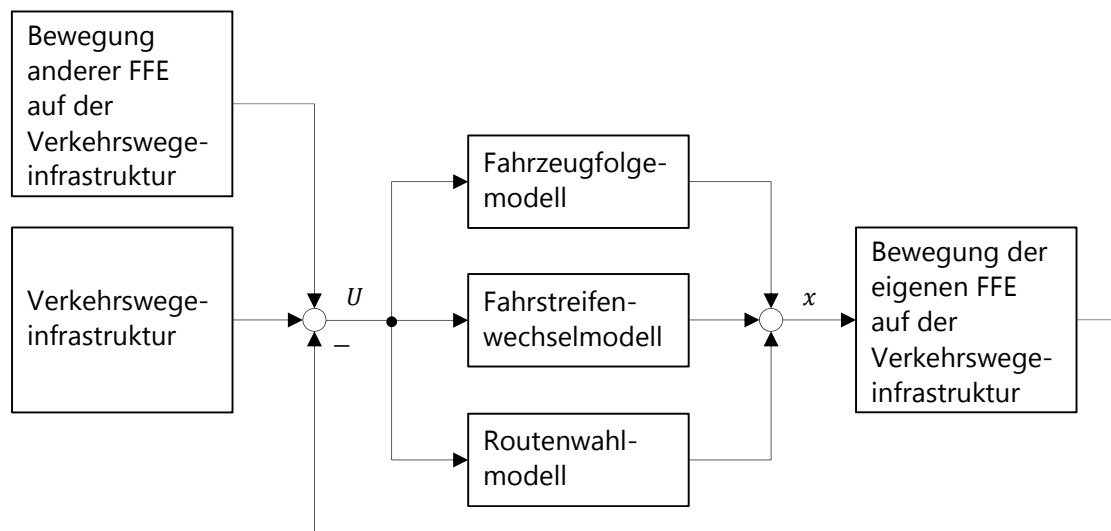 Bewegung
anderer FFE
auf der
Verkehrswege-
infrastruktur
Verkehrswege-
infrastruktur
U
−
Fahrzeugfolge-
modell
Fahrstreifen-
wechselmodell
Routenwahl-
modell
x
Bewegung der
eigenen FFE
auf der
Verkehrswege-
infrastruktur